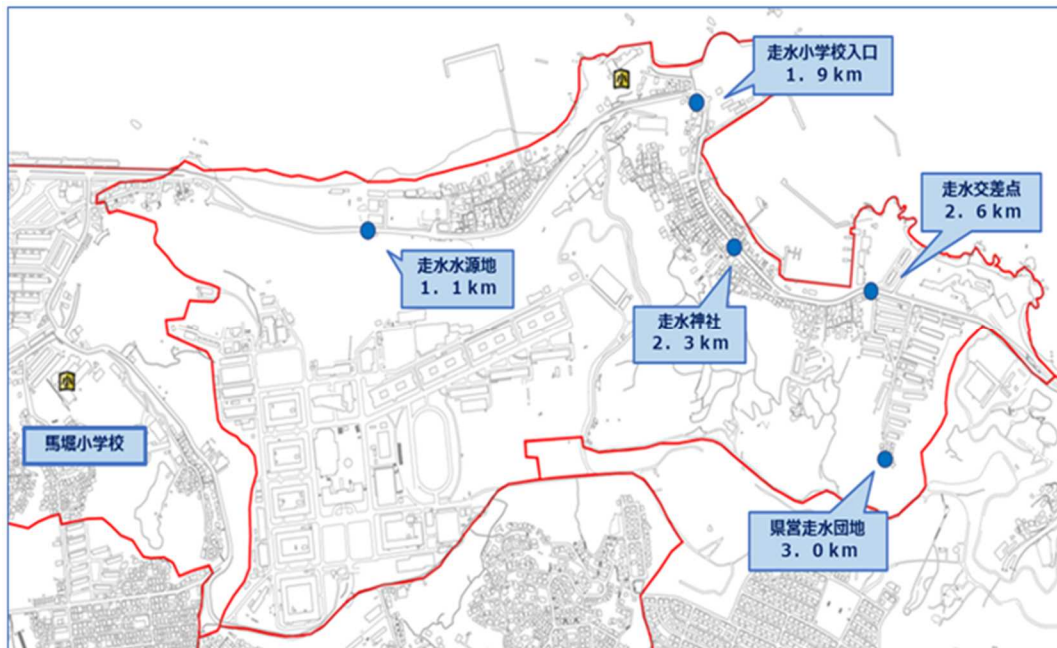 走水小学校入口
1．9km
走水交差点
2．6km
走水水源地
1．1km
走水神社
2．3km
馬堀小学校
県営走水団地
3．0km